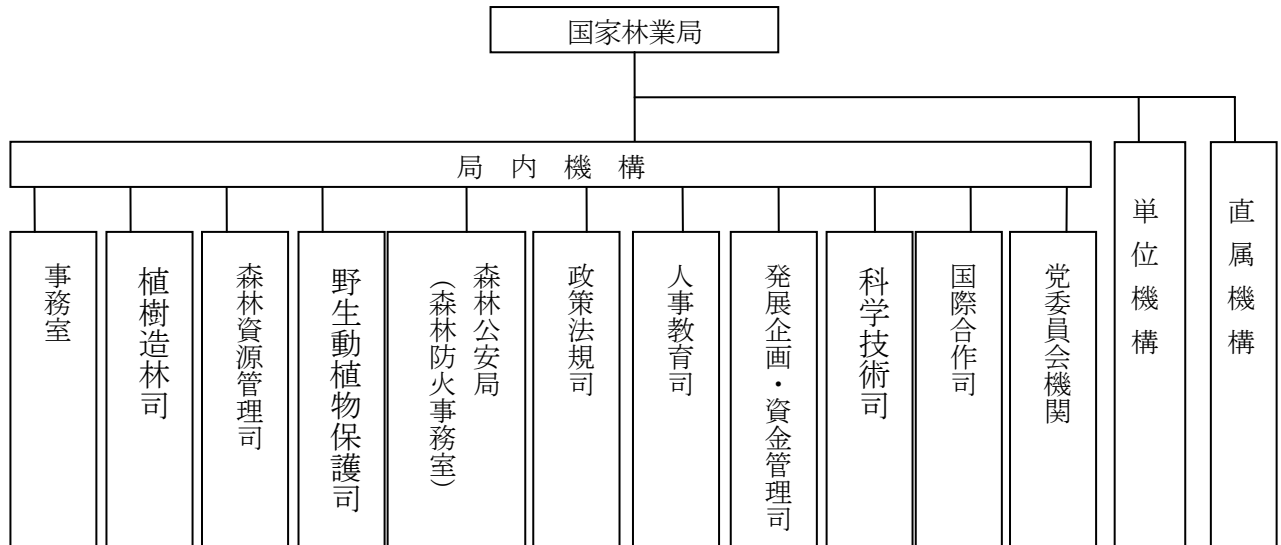 国家林業局
局内機構
事務室
植樹造林司
森林資源管理司
野生動植物保護司
森林公安局
(森林防火事務室)
政策法規司
人事教育司
発展企画・資金管理司
科学技術司
国際合作司
党委員会機関
単位機構
直属機構